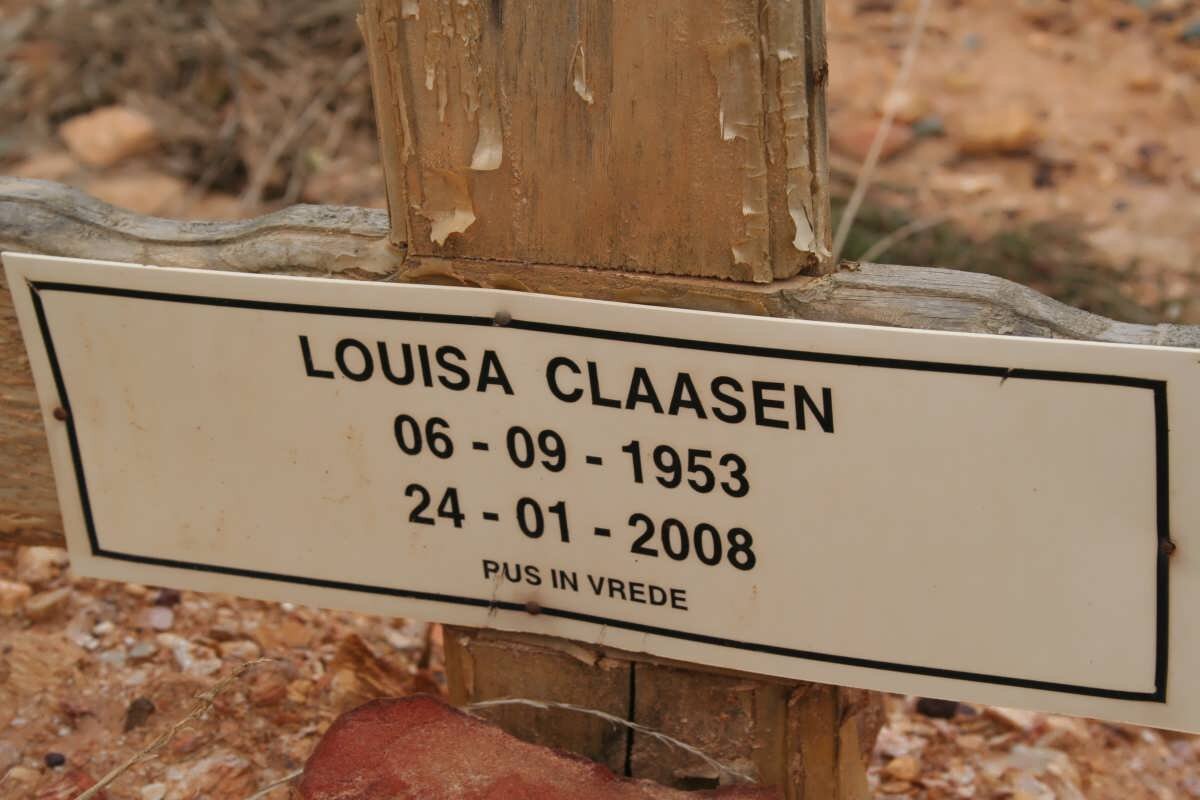 LOUISA CLAASEN
06 - 09 - 1953
24 - 01 - 2008
RUS IN VREDE